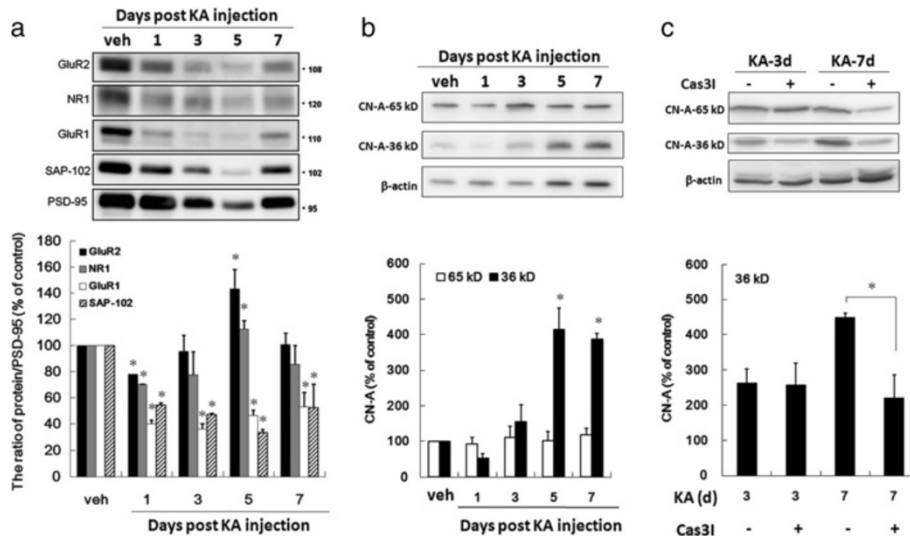 a
Days post KA injection
veh 1 3 5 7
GluR2
108
NR1
120
GluR1
110
SAP-102
102
PSD-95
95
The ratio of protein/PSD-95 (% of control)
180
160
140
120
100
80
60
40
20
0
GluR2
NR1
GluR1
SAP-102
* * * * * * * * * * * *
veh 1 3 5 7
Days post KA injection
b
Days post KA injection
veh 1 3 5 7
CN-A-65 kD
CN-A-36 kD
β-actin
CN-A (% of control)
600
500
400
300
200
100
0
65 kD 36 kD
* *
veh 1 3 5 7
Days post KA injection
c
KA-3d KA-7d
Cas3I - + - +
CN-A-65 kD
CN-A-36 kD
β-actin
CN-A (% of control)
600
500
400
300
200
100
0
36 kD
*
KA (d) 3 3 7 7
Cas3I - + - +